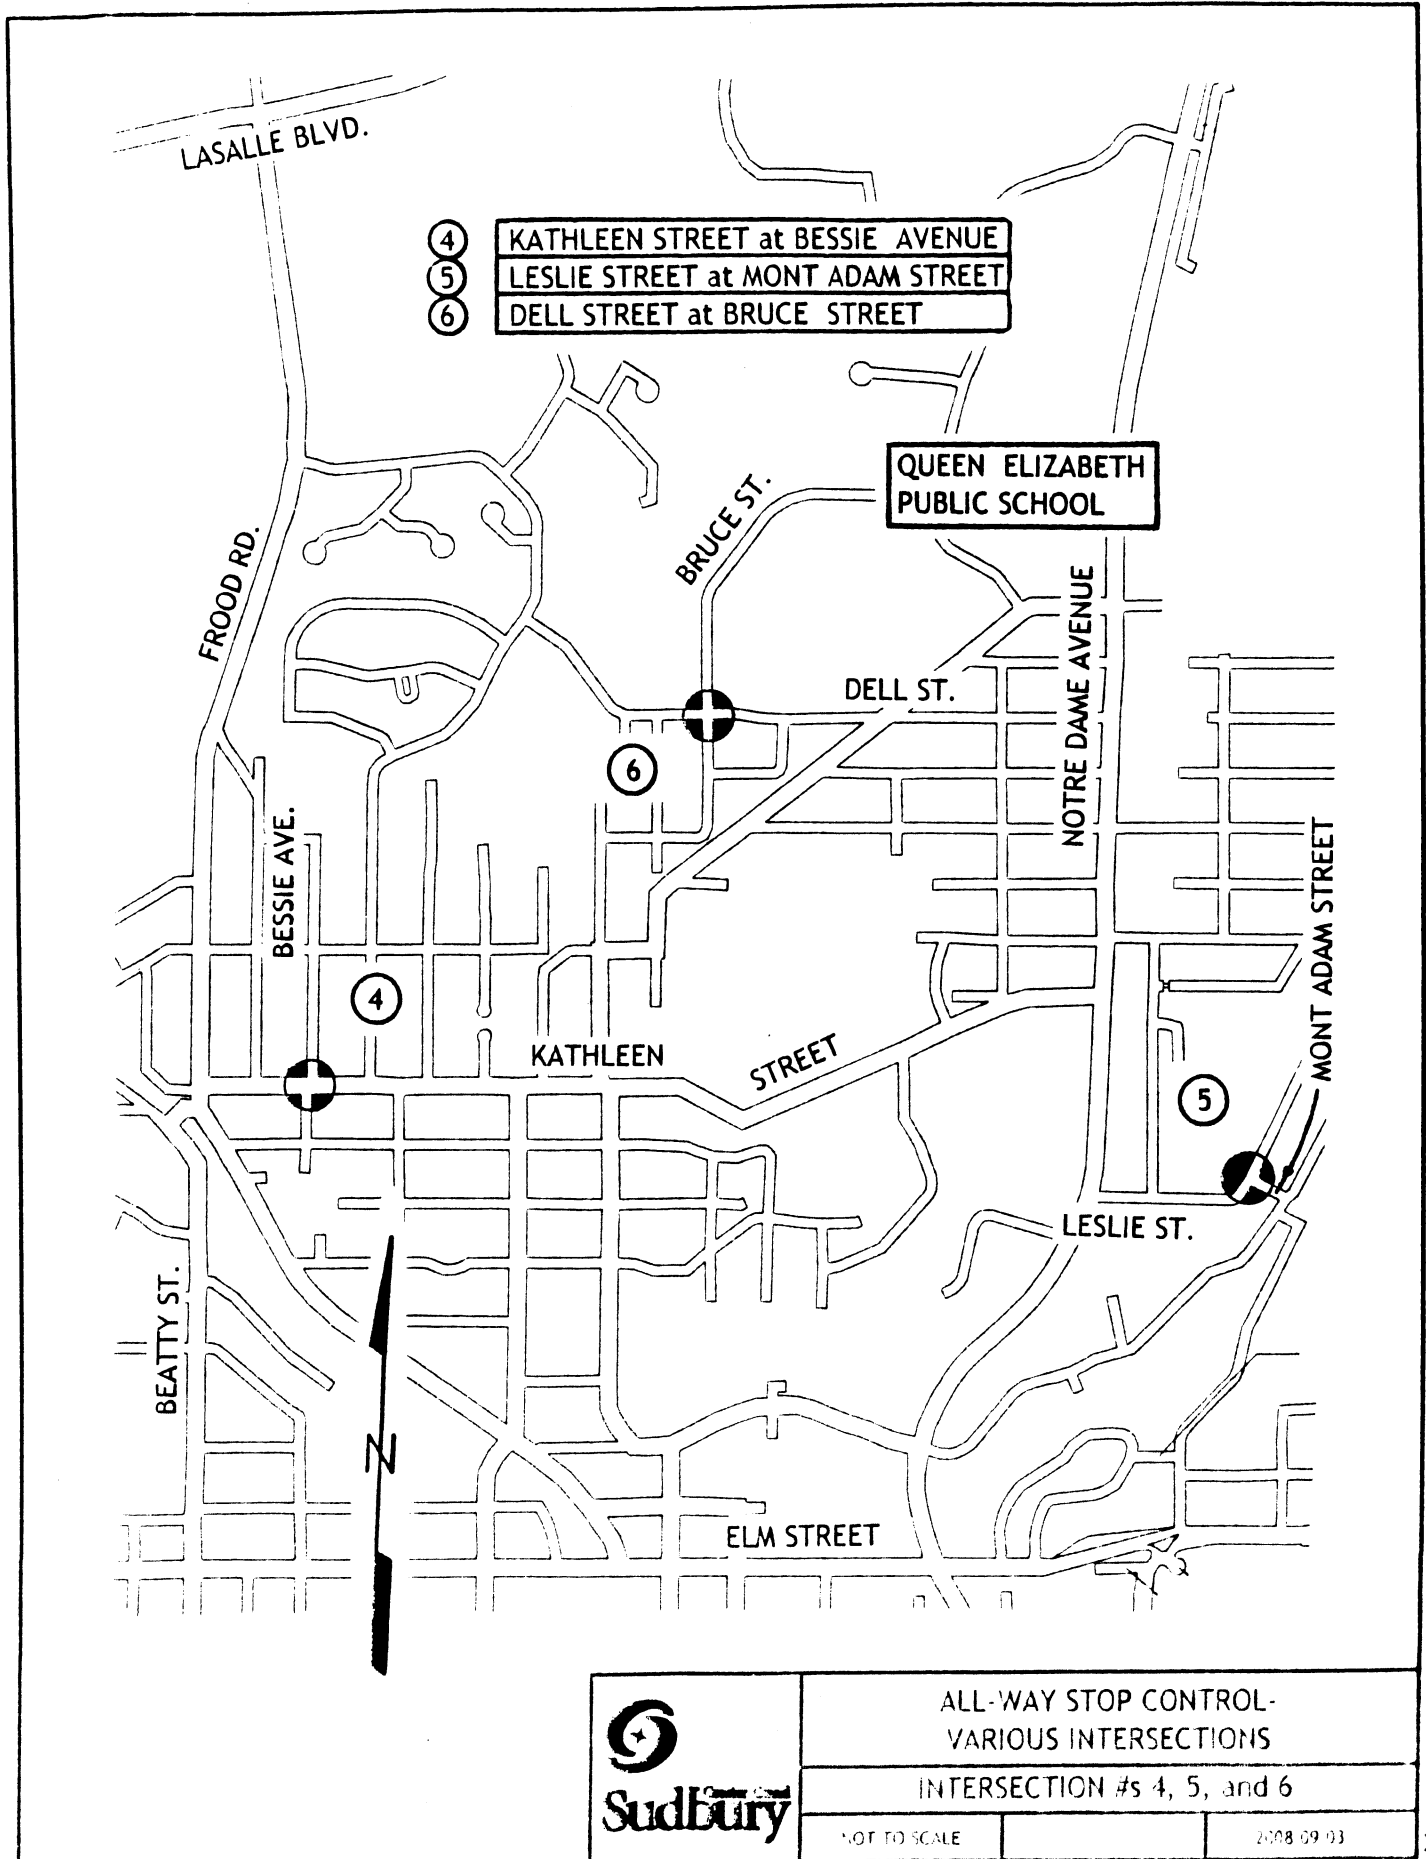 LASALLE BLVD.
4 KATHLEEN STREET at BESSIE AVENUE
5 LESLIE STREET at MONT ADAM STREET
6 DELL STREET at BRUCE STREET
QUEEN ELIZABETH
PUBLIC SCHOOL
BRUCE ST.
FROOD RD.
NOTRE DAME AVENUE
DELL ST.
6
BESSIE AVE.
MONT ADAM STREET
4
KATHLEEN
STREET
5
LESLIE ST.
BEATTY ST.
N
ELM STREET
ALL-WAY STOP CONTROL-
VARIOUS INTERSECTIONS
INTERSECTION #s 4, 5, and 6
Sudbury
NOT TO SCALE
2008 09 03